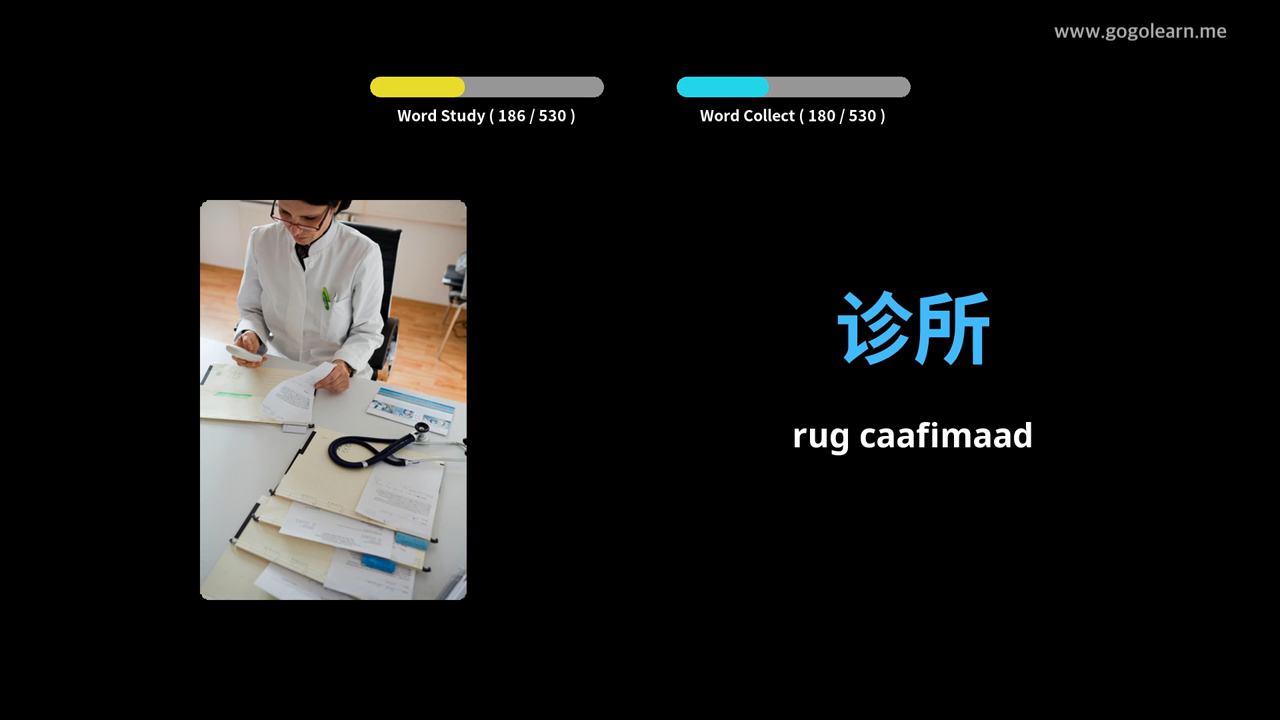 www.gogolearn.me
Word Study ( 186 / 530 )
Word Collect ( 180 / 530 )
诊所
rug caafimaad